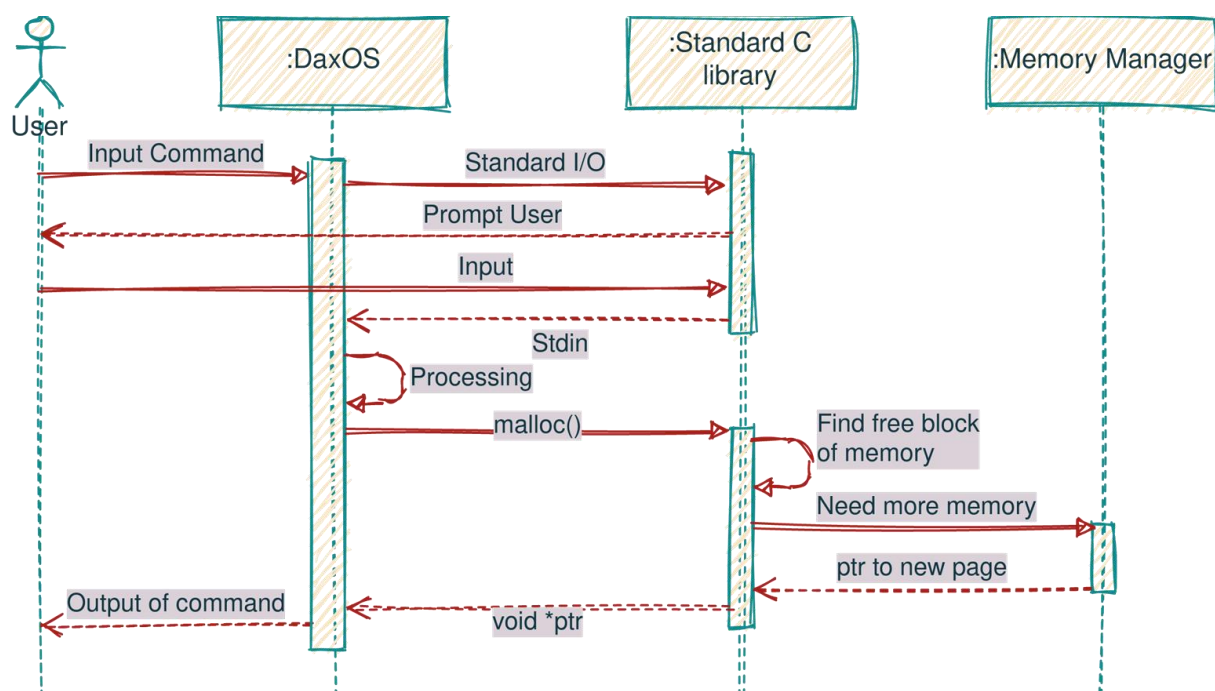 :DaxOS
:Standard C
library
:Memory Manager
User
Input Command
Standard I/O
Prompt User
Input
Stdin
Processing
malloc()
Find free block
of memory
Need more memory
ptr to new page
Output of command
void *ptr